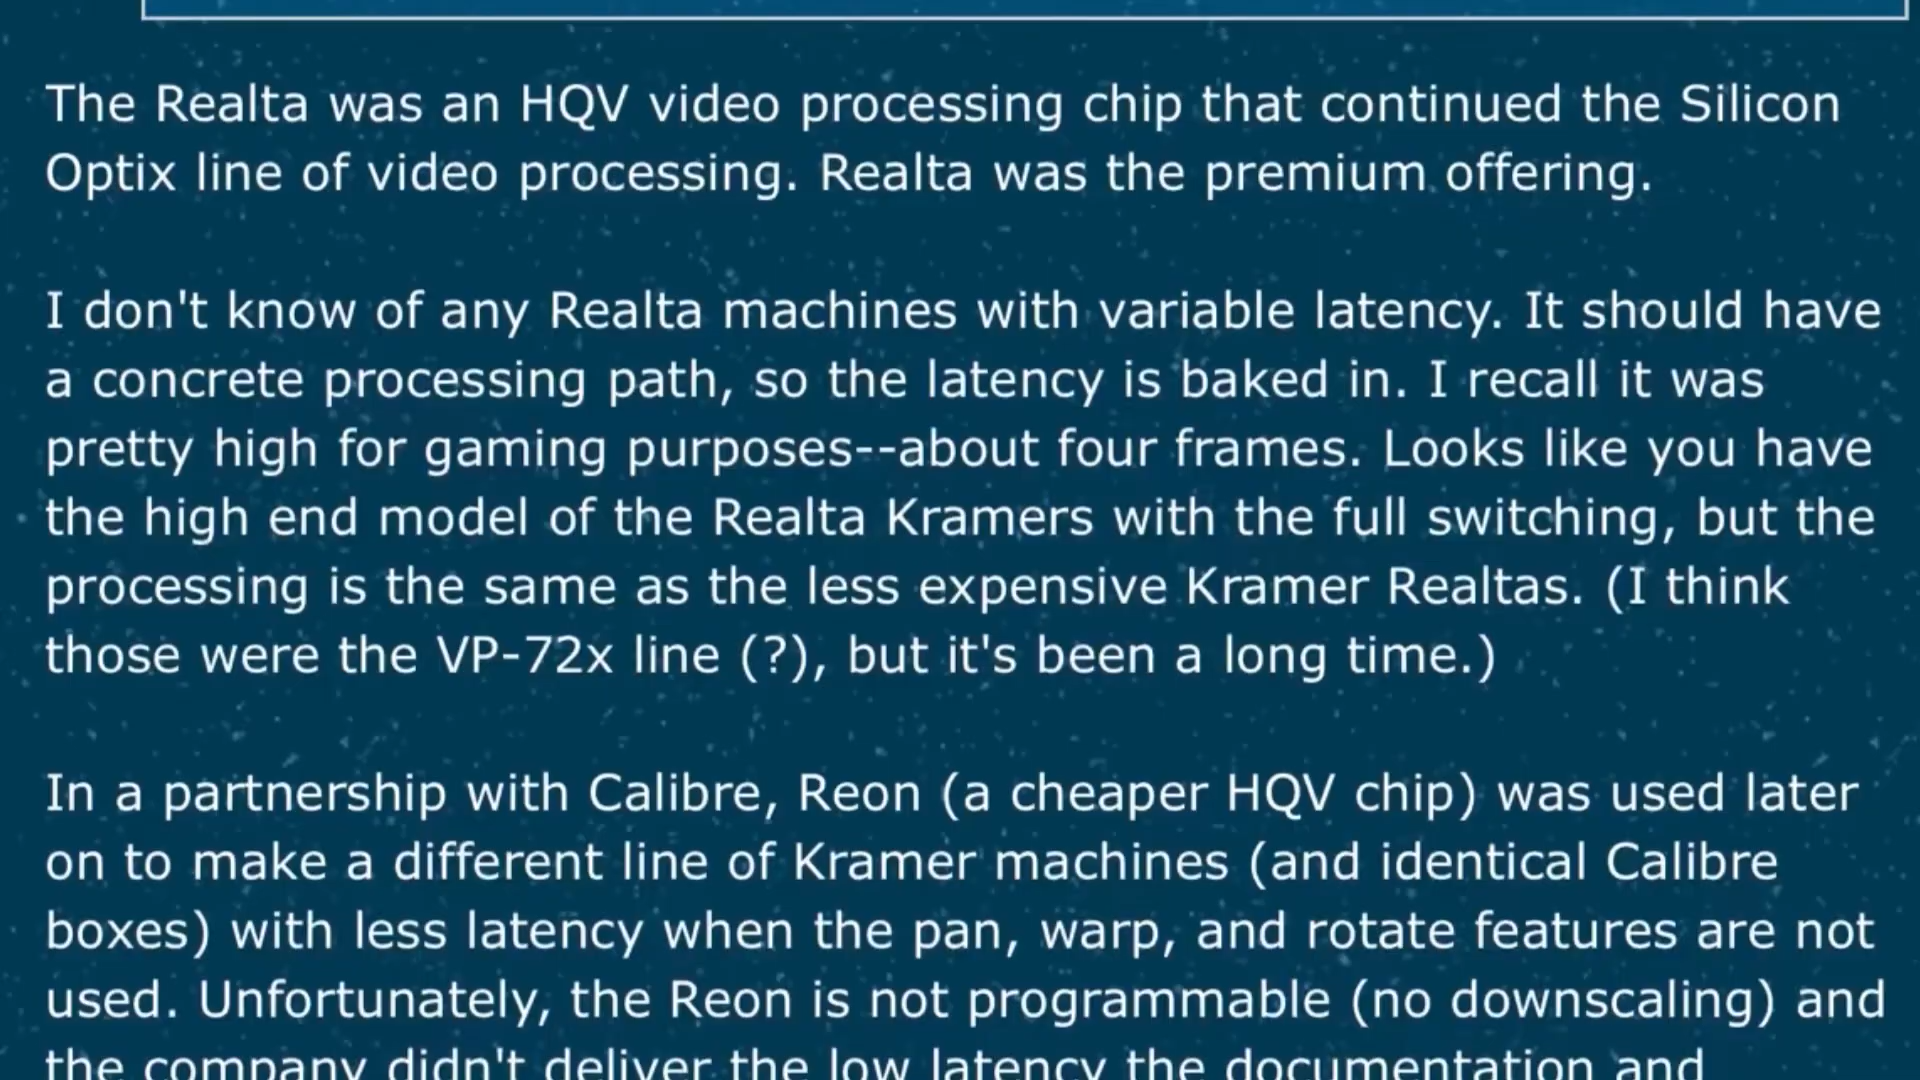 The Realta was an HQV video processing chip that continued the Silicon
Optix line of video processing. Realta was the premium offering.
I don't know of any Realta machines with variable latency. It should have
a concrete processing path, so the latency is baked in. I recall it was
pretty high for gaming purposes--about four frames. Looks like you have
the high end model of the Realta Kramers with the full switching, but the
processing is the same as the less expensive Kramer Realtas. (I think
those were the VP-72x line (?), but it's been a long time.)
In a partnership with Calibre, Reon (a cheaper HQV chip) was used later
on to make a different line of Kramer machines (and identical Calibre
boxes) with less latency when the pan, warp, and rotate features are not
used. Unfortunately, the Reon is not programmable (no downscaling) and
the company didn't deliver the low latency the documentation and